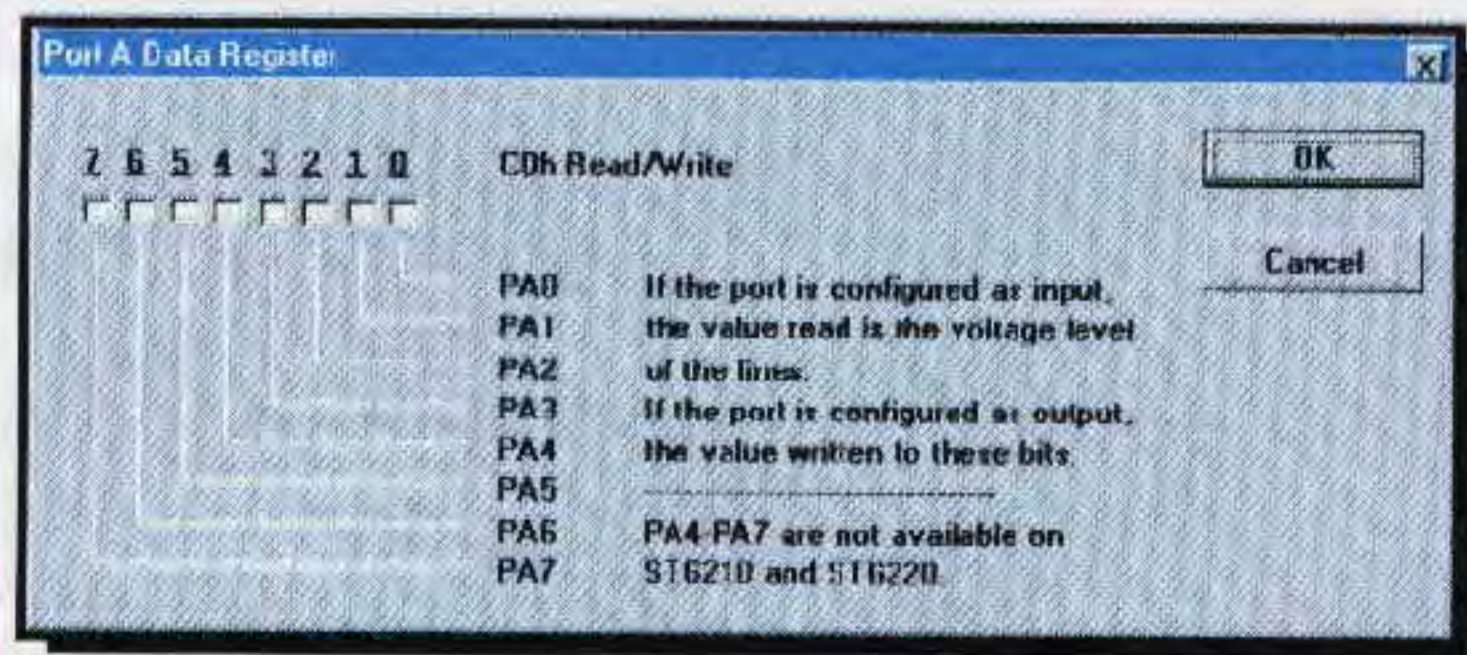 Port A Data Register
7 6 5 4 3 2 1 0
C0h Read/Write
OK
Cancel
PA0 If the port is configured as input,
PA1 the value read is the voltage level
PA2 of the lines.
PA3 If the port is configured as output,
PA4 the value written to these bits.
PA5 --------------------------------
PA6 PA4-PA7 are not available on
PA7 ST6210 and ST6220.